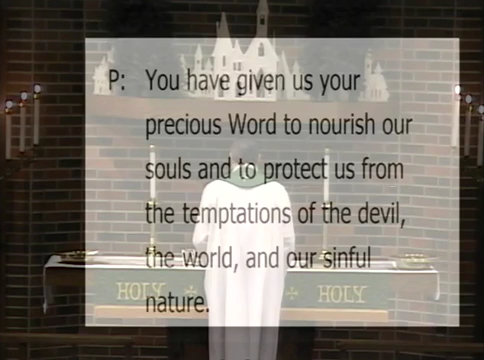 P: You have given us your
precious Word to nourish our
souls and to protect us from
the temptations of the devil,
the world, and our sinful
nature.
HOLY HOLY